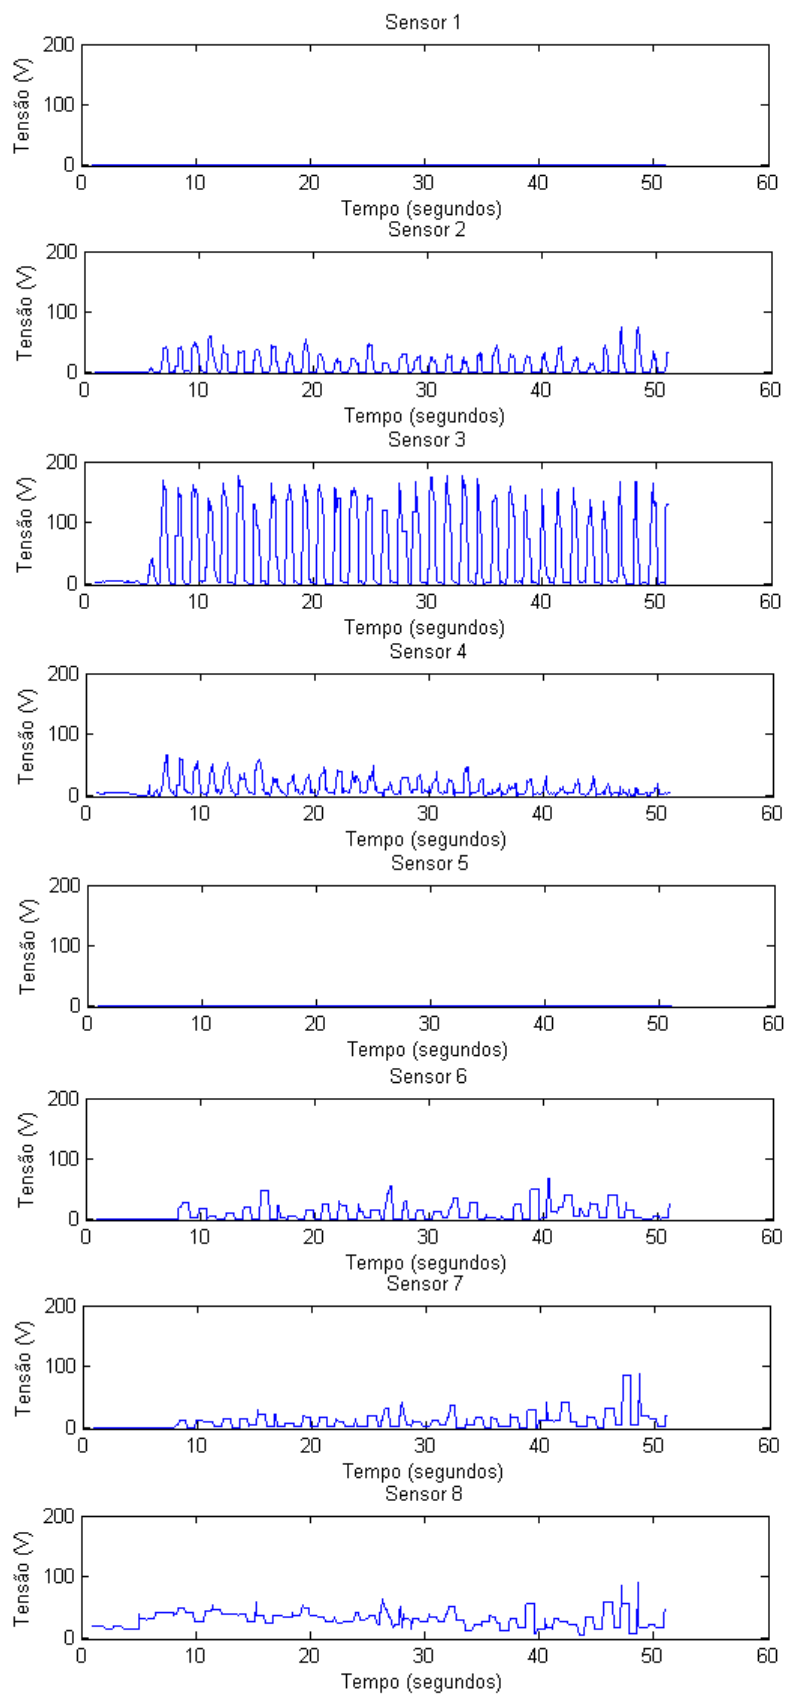 Sensor 1
200
100
0
Tensão (V)
0 10 20 30 40 50 60
Tempo (segundos)
Sensor 2
200
100
0
Tensão (V)
0 10 20 30 40 50 60
Tempo (segundos)
Sensor 3
200
100
0
Tensão (V)
0 10 20 30 40 50 60
Tempo (segundos)
Sensor 4
200
100
0
Tensão (V)
0 10 20 30 40 50 60
Tempo (segundos)
Sensor 5
200
100
0
Tensão (V)
0 10 20 30 40 50 60
Tempo (segundos)
Sensor 6
200
100
0
Tensão (V)
0 10 20 30 40 50 60
Tempo (segundos)
Sensor 7
200
100
0
Tensão (V)
0 10 20 30 40 50 60
Tempo (segundos)
Sensor 8
200
100
0
Tensão (V)
0 10 20 30 40 50 60
Tempo (segundos)